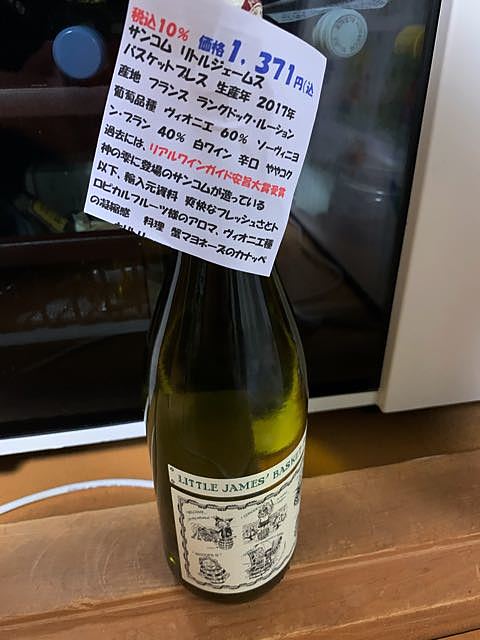 税込10% 価格1,371円(込
サンコム リトルジェームス
バスケットプレス 生産年 2017年
産地 フランス ラングドック・ルーション
葡萄品種 ヴィオニエ 60% ソーヴィニヨ
ン・ブラン 40% 白ワイン 辛口 ややコク
過去には、リアルワインガイド安旨大賞受賞
神の雫に登場のサンコムが造っている
以下、輸入元資料 爽快なフレッシュさとト
ロピカルフルーツ様のアロマ、ヴィオニエ種
の凝縮感 料理 蟹マヨネーズのカナッペ
LITTLE JAMES' BASKE